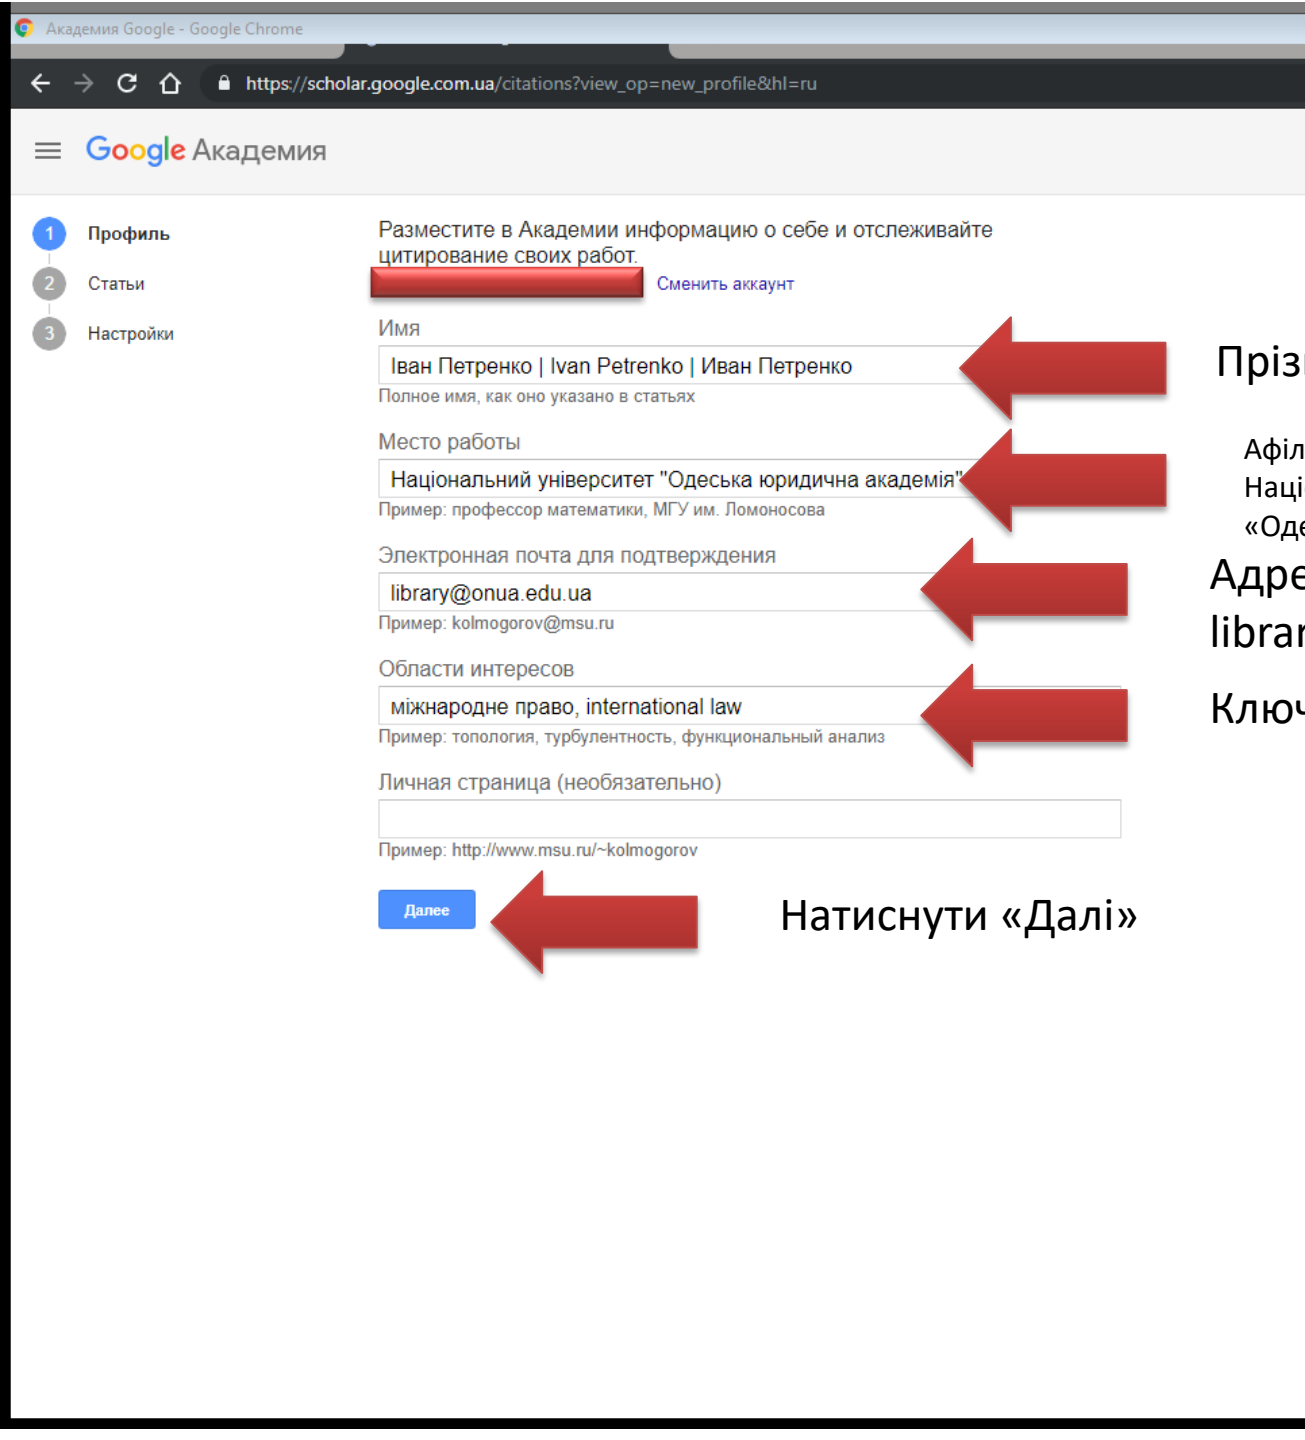 Академия Google - Google Chrome
https://scholar.google.com.ua/citations?view_op=new_profile&hl=ru
Google Академия
1 Профиль
2 Статьи
3 Настройки
Разместите в Академии информацию о себе и отслеживайте
цитирование своих работ.
Сменить аккаунт
Имя
Іван Петренко | Ivan Petrenko | Иван Петренко
Полное имя, как оно указано в статьях
Место работы
Національний університет "Одеська юридична академія"
Пример: профессор математики, МГУ им. Ломоносова
Электронная почта для подтверждения
library@onua.edu.ua
Пример: kolmogorov@msu.ru
Области интересов
міжнародне право, international law
Пример: топология, турбулентность, функциональный анализ
Личная страница (необязательно)
Пример: http://www.msu.ru/~kolmogorov
Далее
Натиснути «Далі»